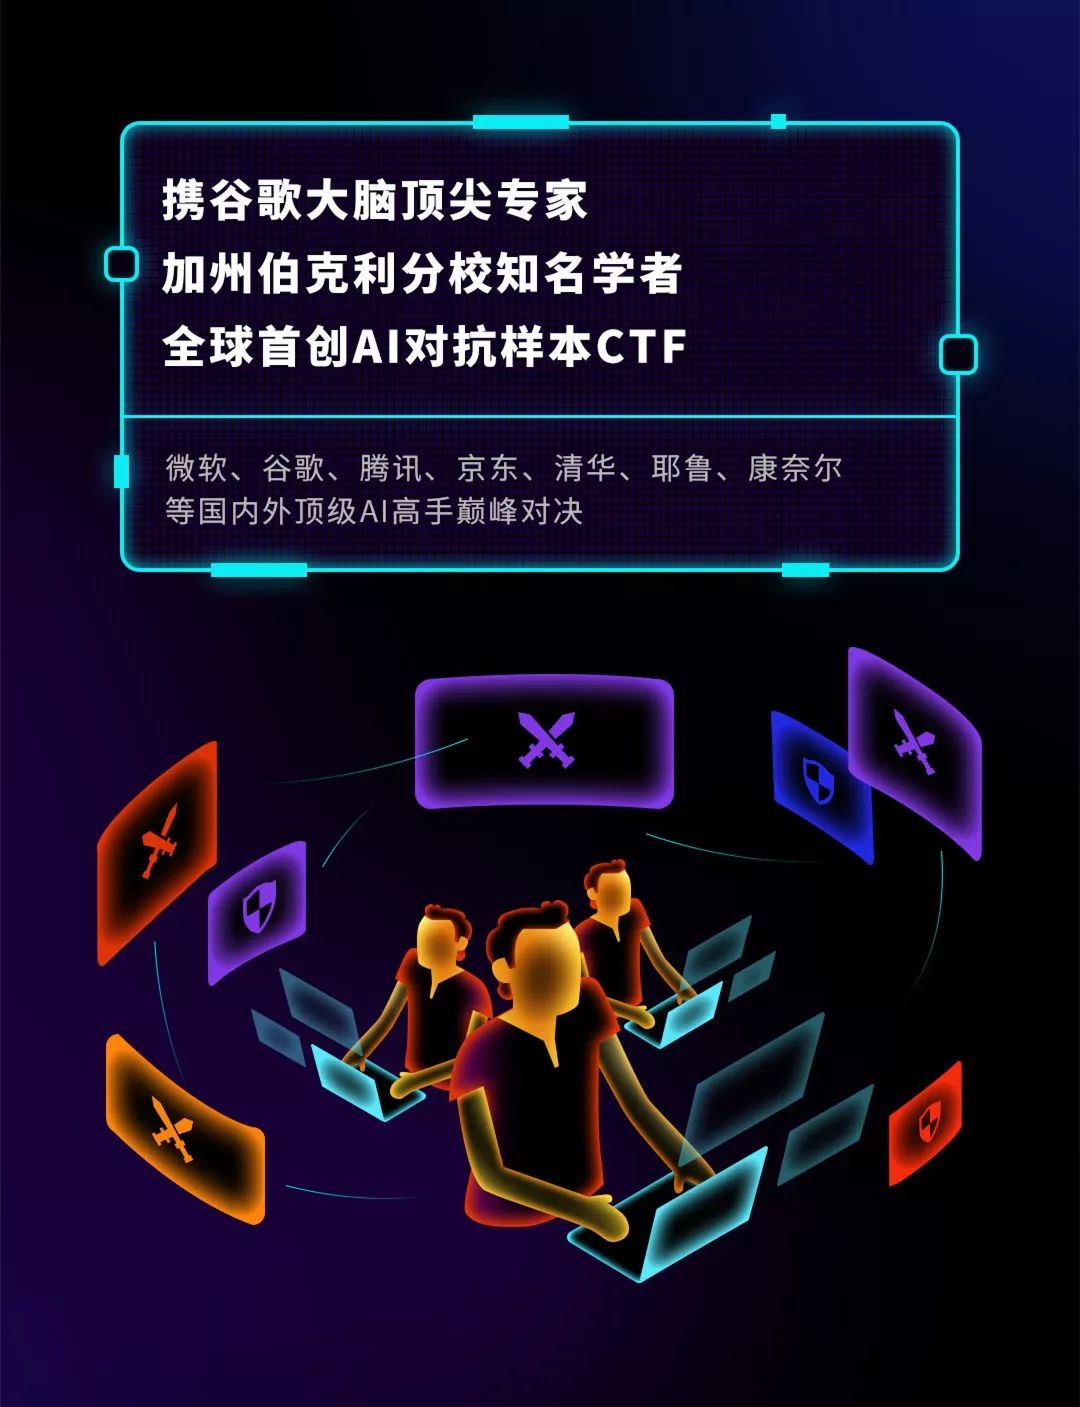 携谷歌大脑顶尖专家
加州伯克利分校知名学者
全球首创AI对抗样本CTF
微软、谷歌、腾讯、京东、清华、耶鲁、康奈尔
等国内外顶级AI高手巅峰对决